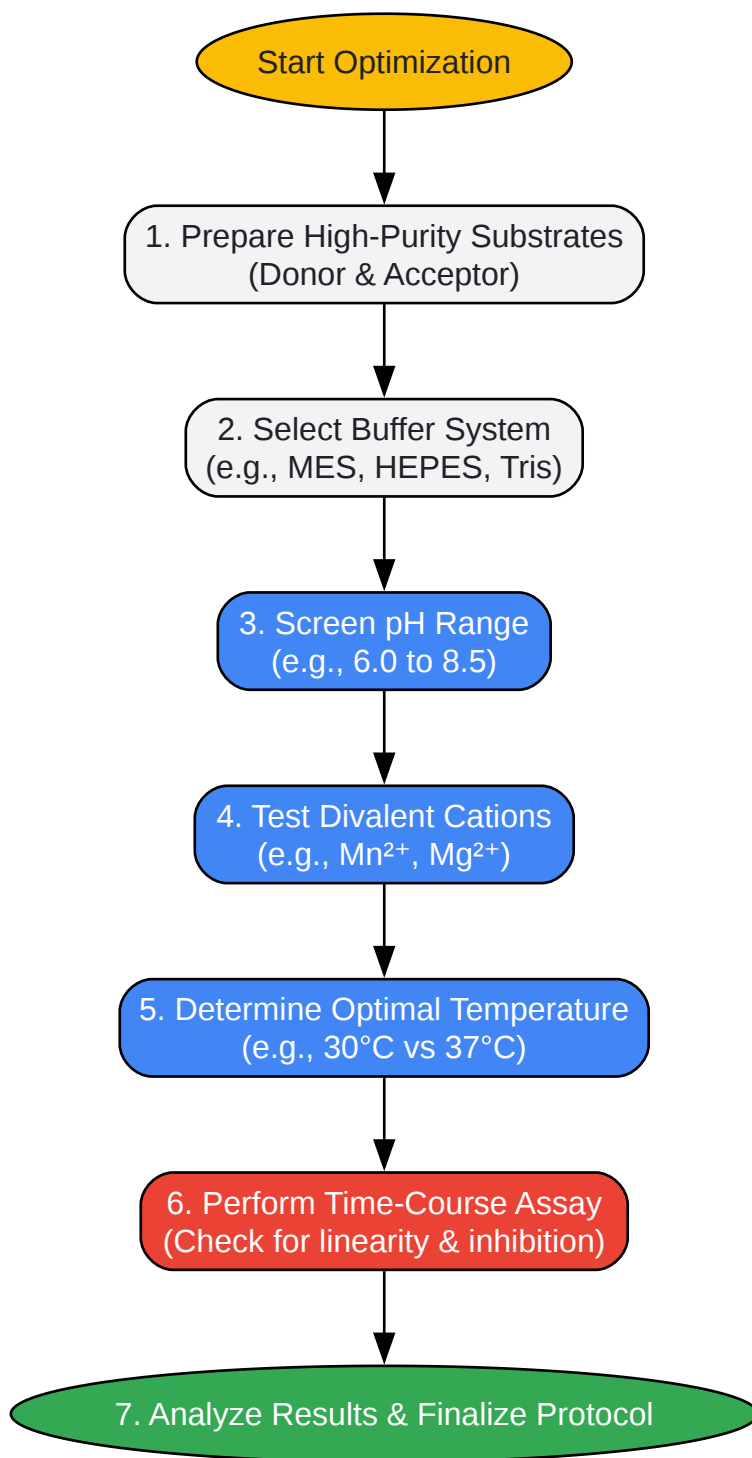 Start Optimization
1. Prepare High-Purity Substrates
(Donor & Acceptor)
2. Select Buffer System
(e.g., MES, HEPES, Tris)
3. Screen pH Range
(e.g., 6.0 to 8.5)
4. Test Divalent Cations
(e.g., Mn²⁺, Mg²⁺)
5. Determine Optimal Temperature
(e.g., 30°C vs 37°C)
6. Perform Time-Course Assay
(Check for linearity & inhibition)
7. Analyze Results & Finalize Protocol